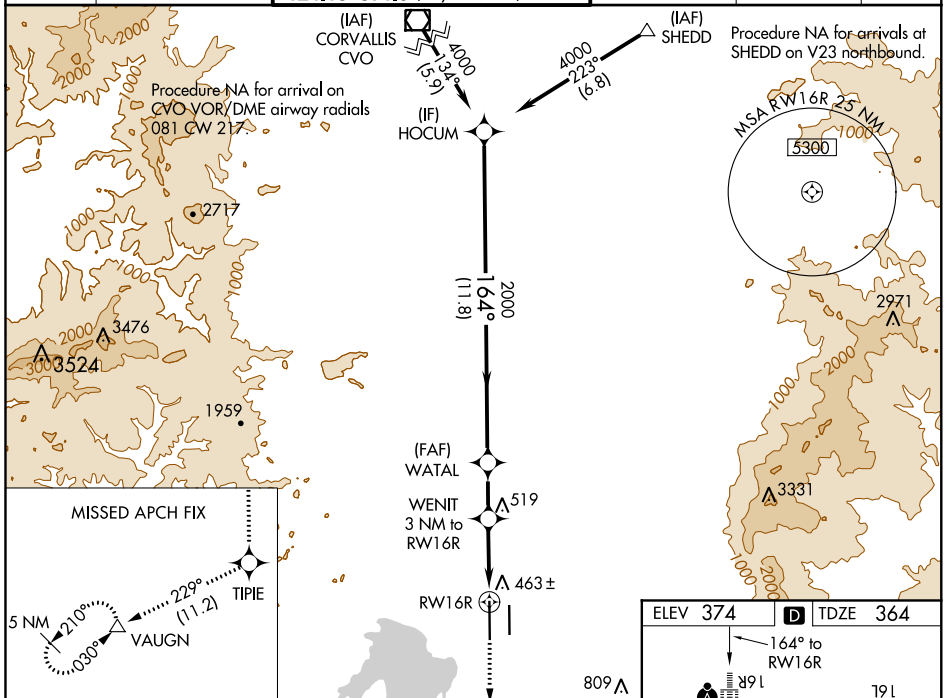 (IAF)
CORVALLIS
CVO
4000
134°
(5.9)
(IAF)
SHEDD
4000
223°
(6.8)
Procedure NA for arrivals at
SHEDD on V23 northbound.
Procedure NA for arrival on
CVO VOR/DME airway radials
081 CW 217.
(IF)
HOCUM
MSA RW16R 25 NM
5300
2000
1000
2717
1000
2000
164°
(11.8)
2000
3476
3000
3524
1959
2971
2000
1000
3331
1000
2000
(FAF)
WATAL
WENIT
3 NM to
RW16R
519
463±
RW16R
MISSED APCH FIX
TIPIE
229°
(11.2)
5 NM
210°
030°
VAUGN
ELEV 374
D
TDZE 364
164° to
RW16R
16R
16L
809